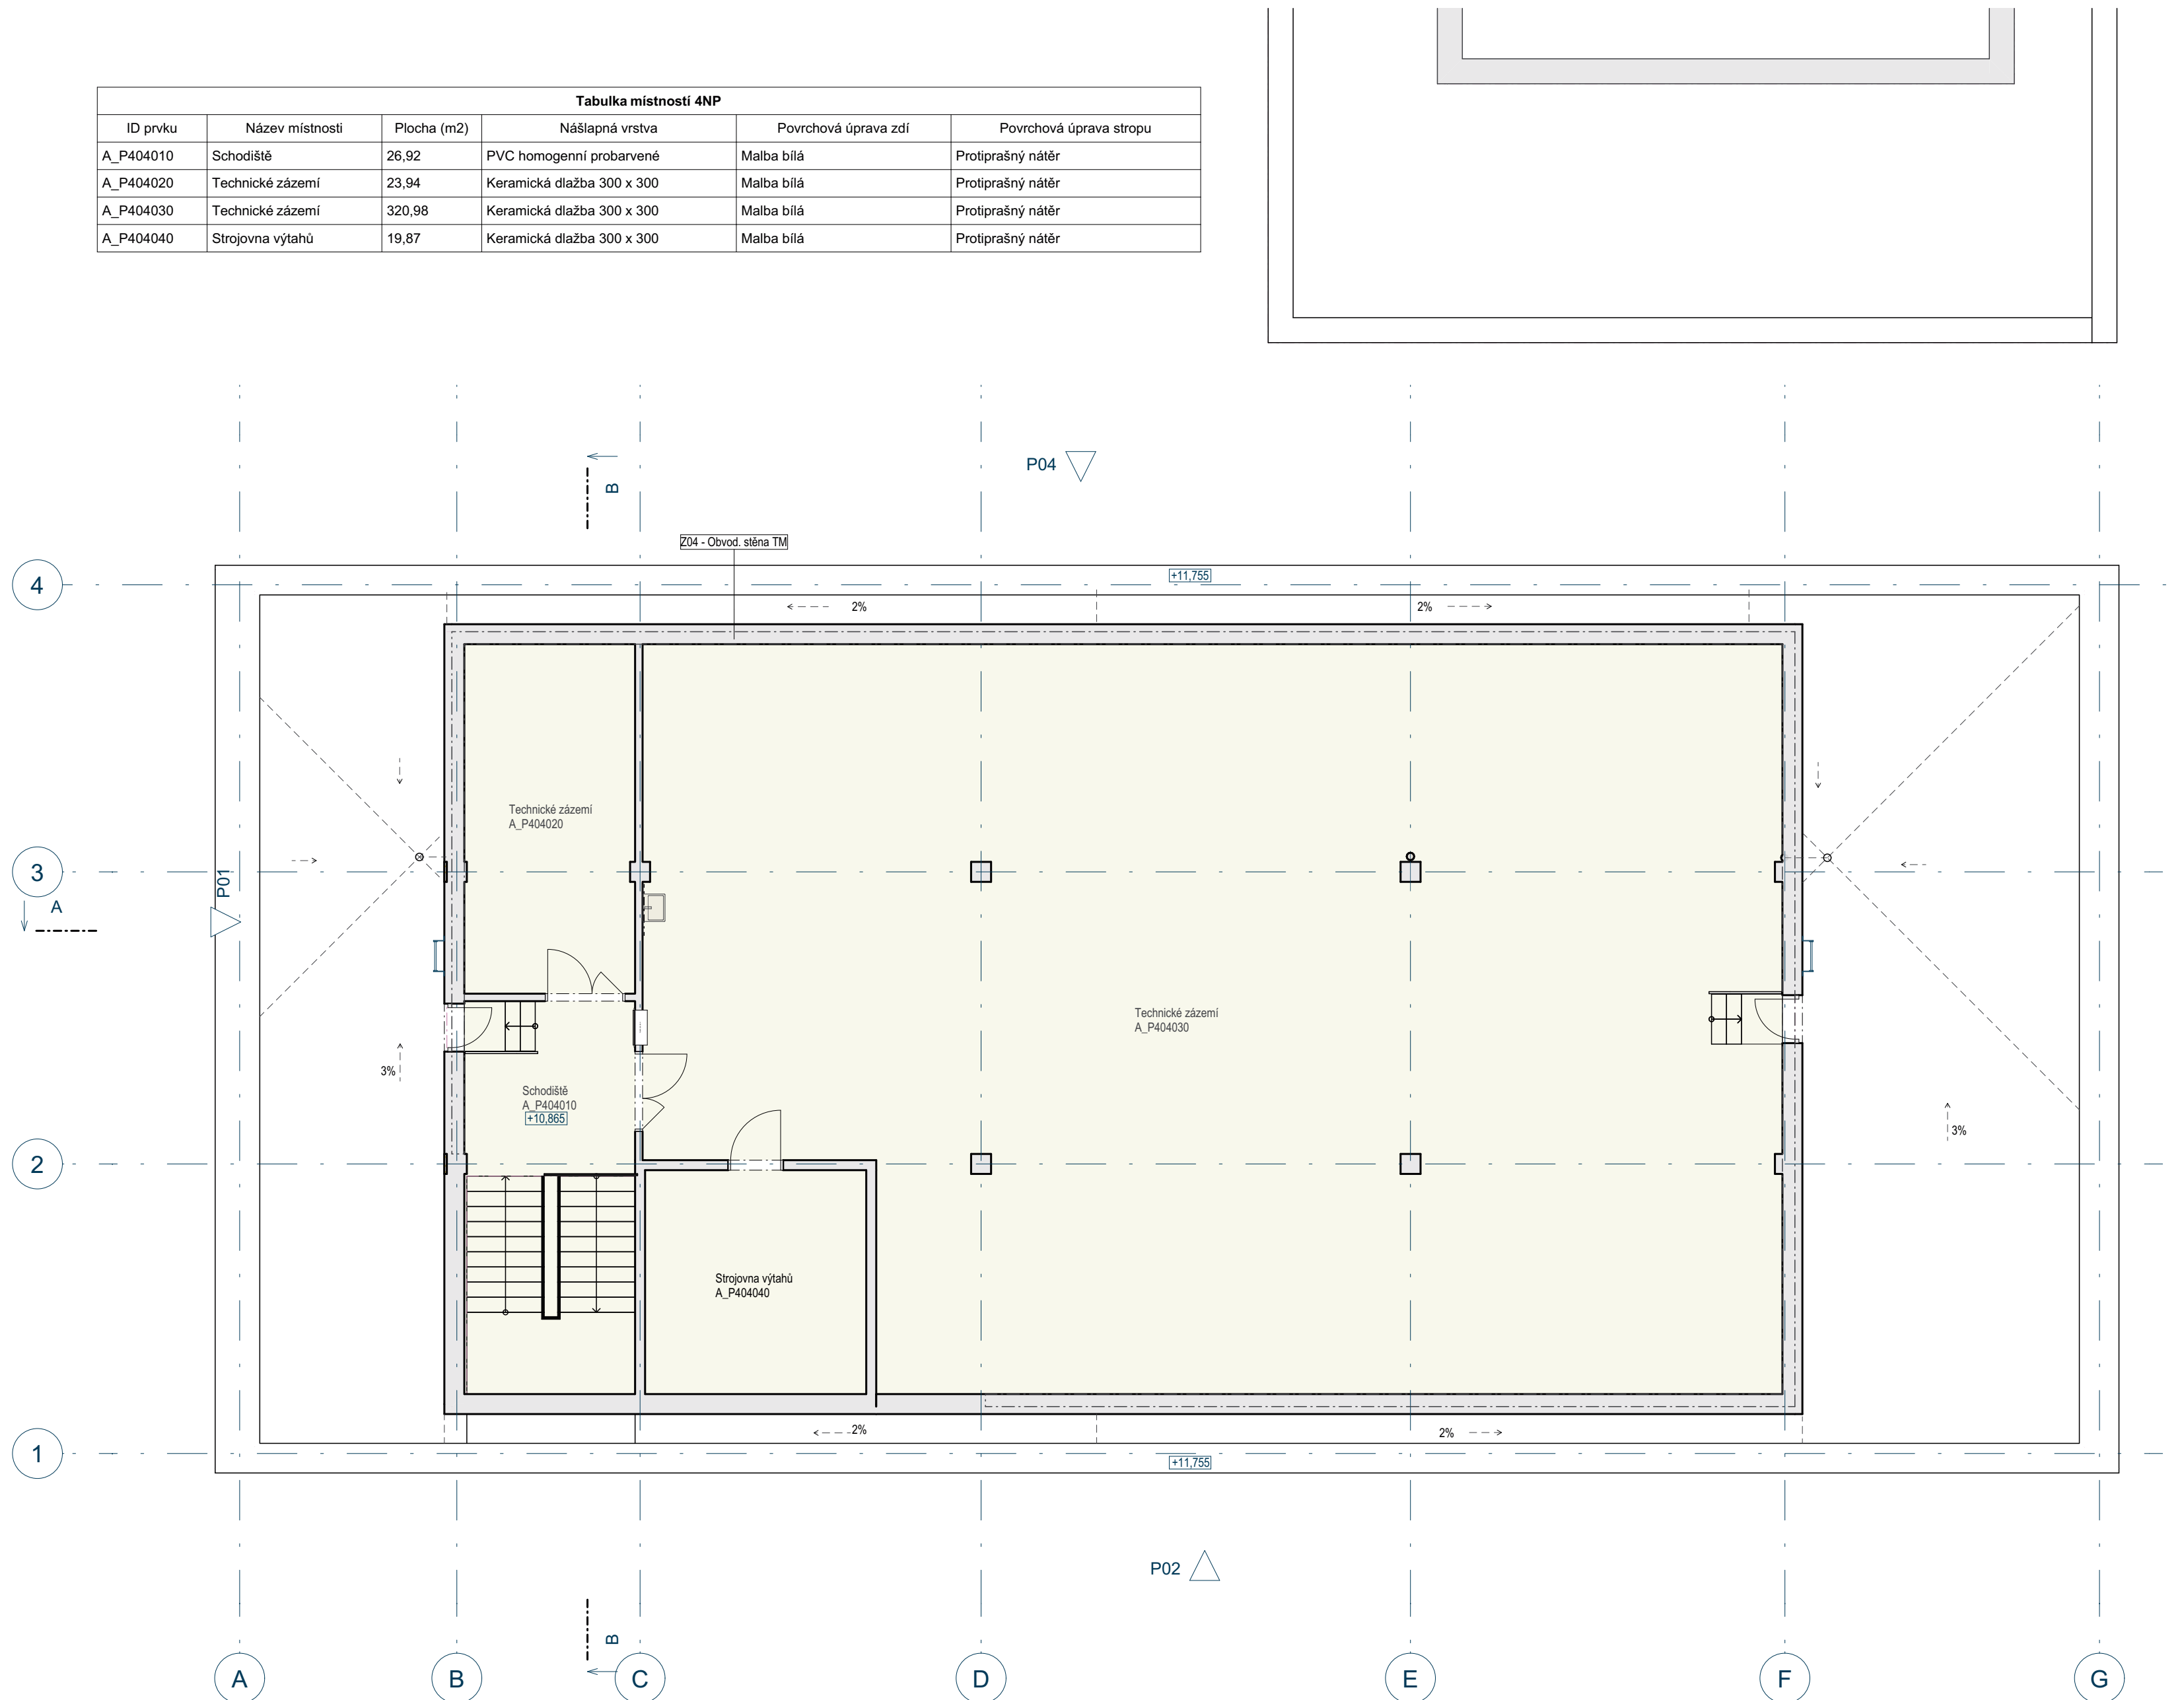 Tabulka místností 4NP
ID prvku Název místnosti Plocha (m2) Nášlapná vrstva Povrchová úprava zdí Povrchová úprava stropu
A_P404010 Schodiště 26,92 PVC homogenní probarvené Malba bílá Protiprašný nátěr
A_P404020 Technické zázemí 23,94 Keramická dlažba 300 x 300 Malba bílá Protiprašný nátěr
A_P404030 Technické zázemí 320,98 Keramická dlažba 300 x 300 Malba bílá Protiprašný nátěr
A_P404040 Strojovna výtahů 19,87 Keramická dlažba 300 x 300 Malba bílá Protiprašný nátěr
P04
B
Z04 - Obvod. stěna TM
4
+11,755
2%
2%
Technické zázemí
A_P404020
3
P01
A
Technické zázemí
A_P404030
3%
Schodiště
A_P404010
+10,865
3%
2
Strojovna výtahů
A_P404040
2%
2%
1
+11,755
P02
B
A
B
C
D
E
F
G